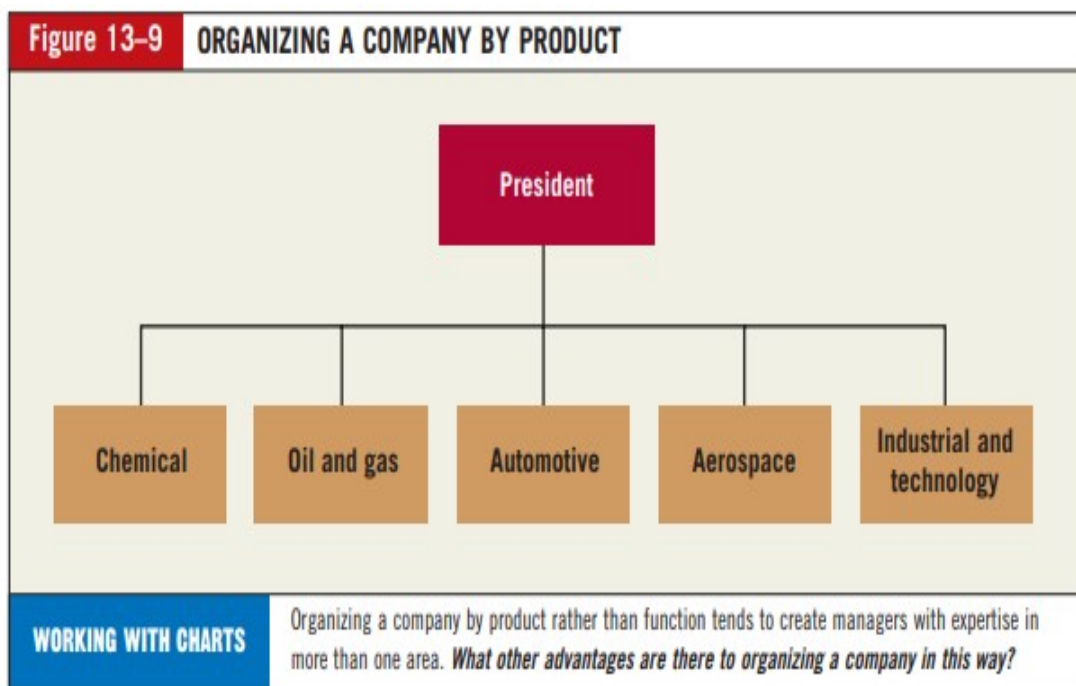 Figure 13–9 ORGANIZING A COMPANY BY PRODUCT
President
Chemical
Oil and gas
Automotive
Aerospace
Industrial and
technology
WORKING WITH CHARTS
Organizing a company by product rather than function tends to create managers with expertise in
more than one area. What other advantages are there to organizing a company in this way?